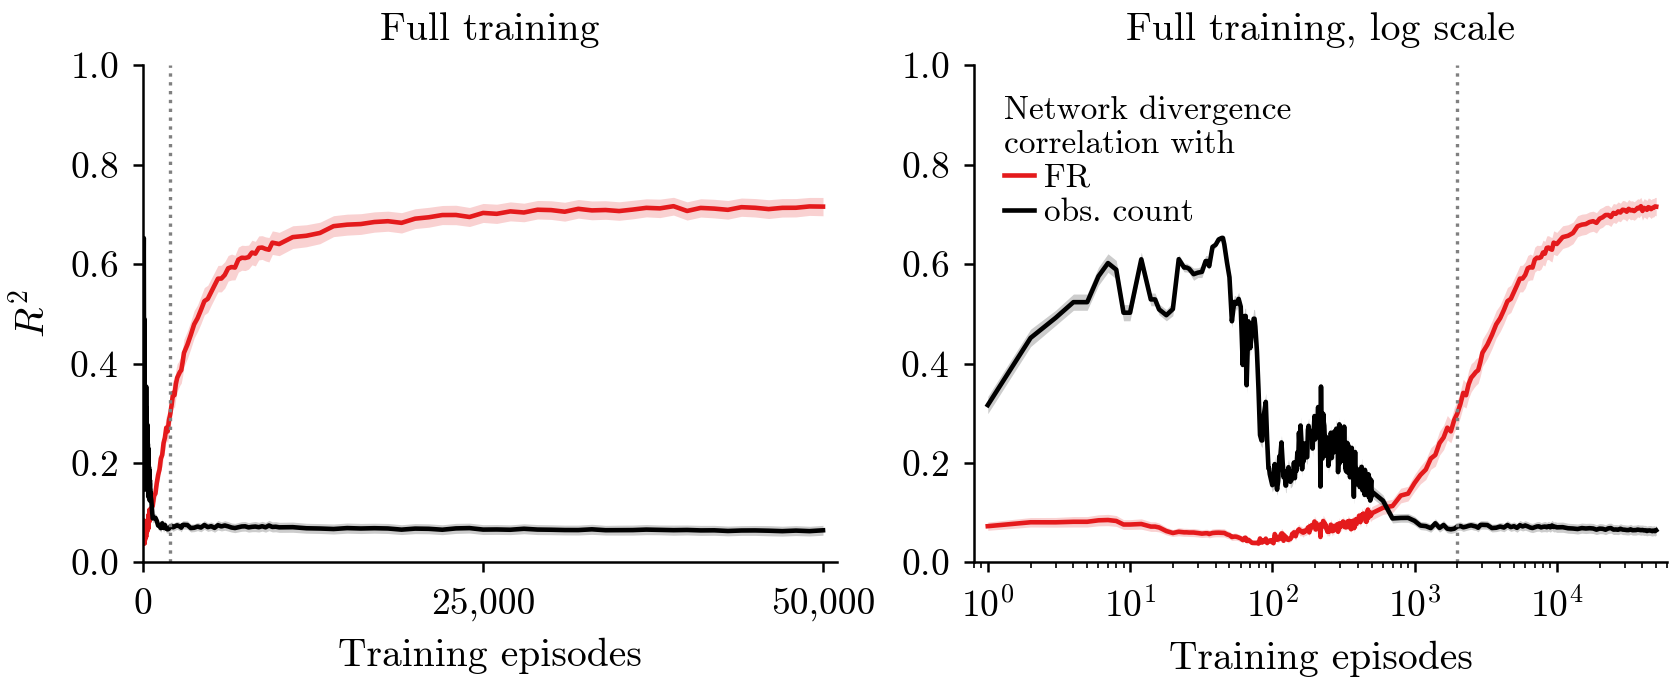 Full training
1.0
0.8
0.6
0.4
0.2
0.0
R²
0
25,000
50,000
Training episodes
Full training, log scale
1.0
0.8
0.6
0.4
0.2
0.0
Network divergence
correlation with
FR
obs. count
10⁰
10¹
10²
10³
10⁴
Training episodes